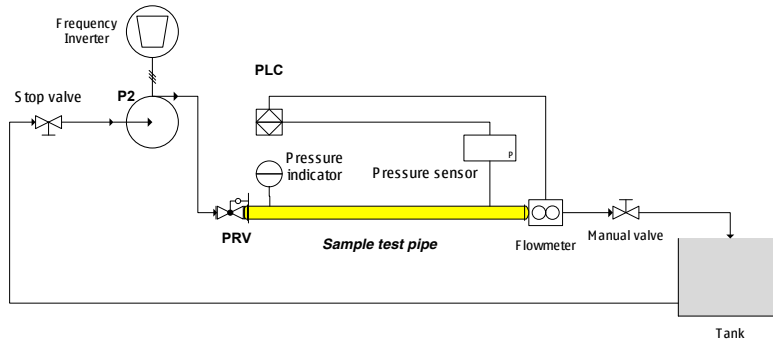 Frequency
Inverter
PLC
Stop valve
P2
P
Pressure
indicator
Pressure sensor
PRV
Sample test pipe
Flowmeter
Manual valve
Tank